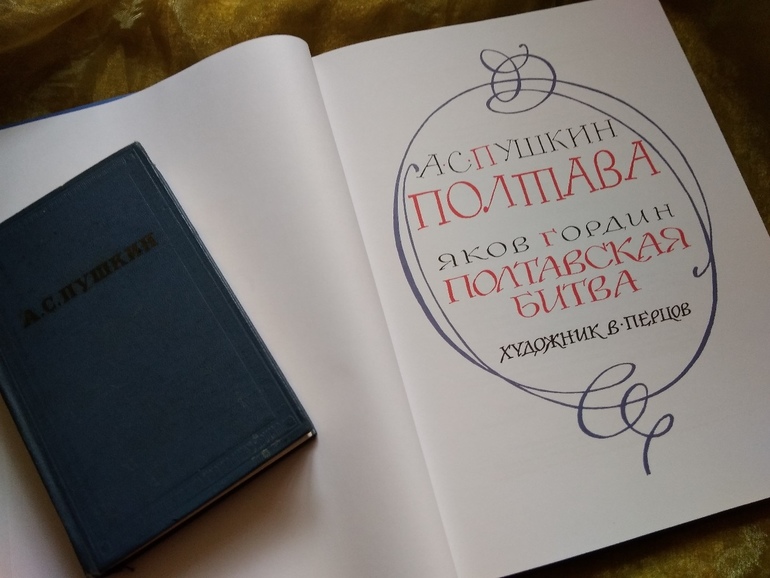 А.С.ПУШКИН
А·С·ПУШКИН
ПОЛТАВА
ЯКОВ ГОРДИН
ПОЛТАВСКАЯ
БИТВА
ХУДОЖНИК В·ПЕРЦОВ